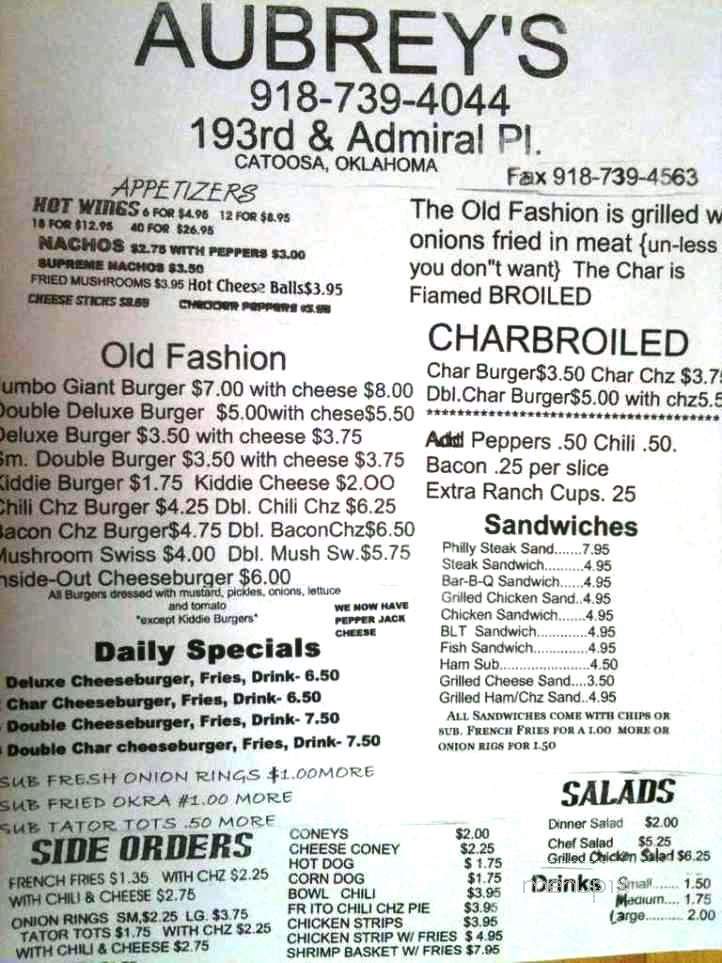 AUBREY'S
918-739-4044
193rd & Admiral Pl.
CATOOSA, OKLAHOMA
Fax 918-739-4563
APPETIZERS
HOT WINGS 6 FOR $4.95 12 FOR $8.95
18 FOR $12.95 40 FOR $26.95
NACHOS $2.75 WITH PEPPERS $3.00
SUPREME NACHOS $3.50
FRIED MUSHROOMS $3.95 Hot Cheese Balls$3.95
CHEESE STICKS
CHEDDER PEPPERS
The Old Fashion is grilled w
onions fried in meat {un-less
you don"t want} The Char is
Flamed BROILED
Old Fashion
umbo Giant Burger $7.00 with cheese $8.00
Double Deluxe Burger $5.00with chese$5.50
Deluxe Burger $3.50 with cheese $3.75
Sm. Double Burger $3.50 with cheese $3.75
Kiddie Burger $1.75 Kiddie Cheese $2.OO
Chili Chz Burger $4.25 Dbl. Chili Chz $6.25
Bacon Chz Burger$4.75 Dbl. BaconChz$6.50
Mushroom Swiss $4.00 Dbl. Mush Sw.$5.75
nside-Out Cheeseburger $6.00
All Burgers dressed with mustard, pickles, onions, lettuce
and tomato
*except Kiddie Burgers*
WE NOW HAVE
PEPPER JACK
CHEESE
CHARBROILED
Char Burger$3.50 Char Chz $3.7
Dbl.Char Burger$5.00 with chz5.5
************************************
Add Peppers .50 Chili .50.
Bacon .25 per slice
Extra Ranch Cups. 25
Sandwiches
Philly Steak Sand.......7.95
Steak Sandwich..........4.95
Bar-B-Q Sandwich......4.95
Grilled Chicken Sand..4.95
Chicken Sandwich.......4.95
BLT Sandwich.............4.95
Fish Sandwich.............4.95
Ham Sub.....................4.50
Grilled Cheese Sand....3.50
Grilled Ham/Chz Sand..4.95
ALL SANDWICHES COME WITH CHIPS OR
SUB. FRENCH FRIES FOR A 1.00 MORE OR
ONION RIGS FOR 1.50
Daily Specials
Deluxe Cheeseburger, Fries, Drink- 6.50
Char Cheeseburger, Fries, Drink- 6.50
Double Cheeseburger, Fries, Drink- 7.50
Double Char cheeseburger, Fries, Drink- 7.50
SUB FRESH ONION RINGS $1.00MORE
SUB FRIED OKRA #1.00 MORE
SUB TATOR TOTS .50 MORE
SIDE ORDERS
FRENCH FRIES $1.35 WITH CHZ $2.25
WITH CHILI & CHEESE $2.75
ONION RINGS SM,$2.25 LG. $3.75
TATOR TOTS $1.75 WITH CHZ $2.25
WITH CHILI & CHEESE $2.75
CONEYS $2.00
CHEESE CONEY $2.25
HOT DOG $ 1.75
CORN DOG $1.75
BOWL CHILI $3.95
FR ITO CHILI CHZ PIE $3.95
CHICKEN STRIPS $3.95
CHICKEN STRIP W/ FRIES $ 4.95
SHRIMP BASKET W/ FRIES $7.95
SALADS
Dinner Salad $2.00
Chef Salad $5.25
Grilled Chicken Salad $6.25
Drinks Small....... 1.50
Medium.... 1.75
Large......... 2.00